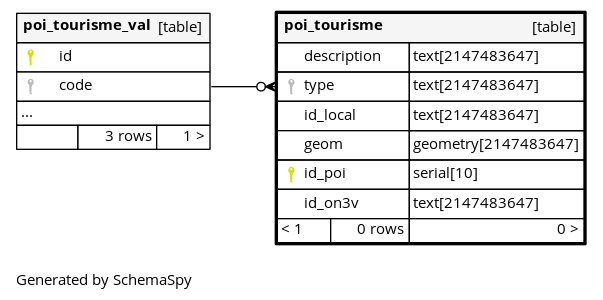 poi_tourisme_val [table]
id
code
...
3 rows 1 >
poi_tourisme [table]
description text[2147483647]
type text[2147483647]
id_local text[2147483647]
geom geometry[2147483647]
id_poi serial[10]
id_on3v text[2147483647]
< 1 0 rows 0 >
Generated by SchemaSpy